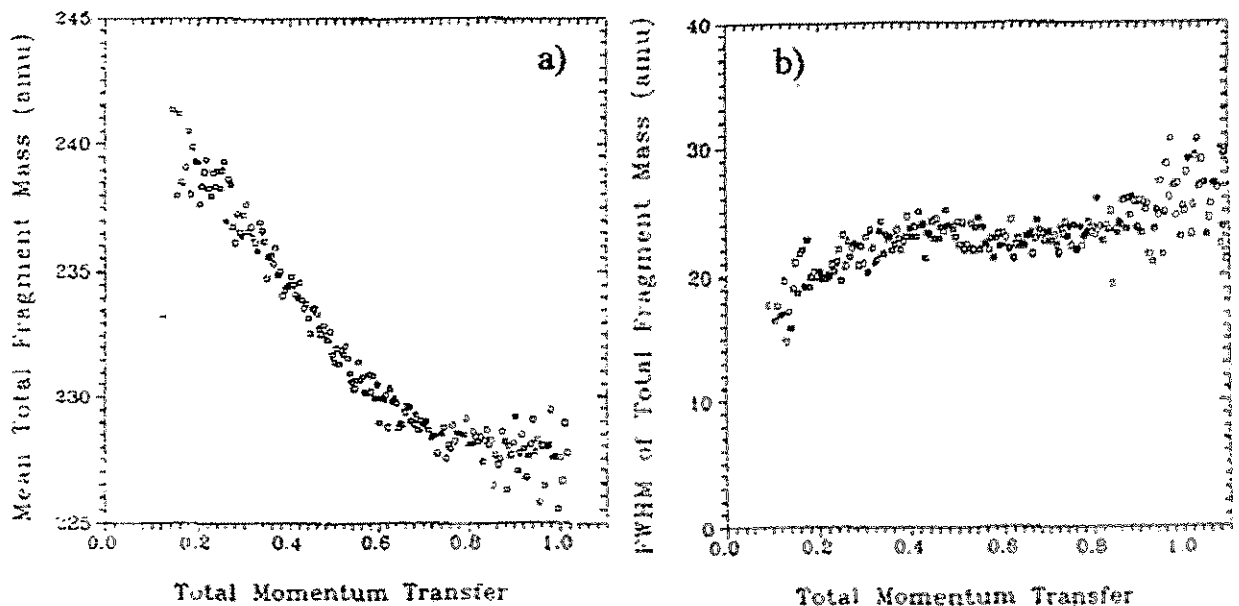 a)
Mean Total Fragment Mass (amu)
245
240
235
230
225
0.0 0.2 0.4 0.6 0.8 1.0
Total Momentum Transfer
b)
FWHM of Total Fragment Mass (amu)
40
30
20
10
0
0.0 0.2 0.4 0.6 0.8 1.0
Total Momentum Transfer